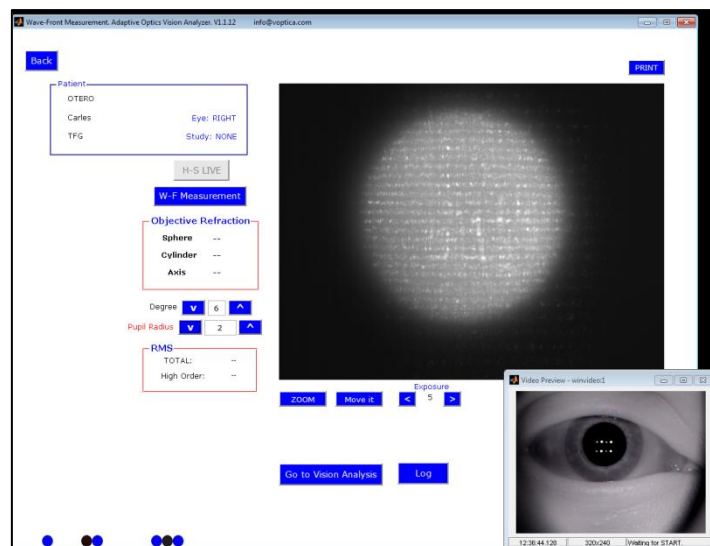 Wave-Front Measurement. Adaptive Optics Vision Analyzer. V1.1.12 info@voptica.com
Back
PRINT
Patient
OTERO
Carles Eye: RIGHT
TFG Study: NONE
H-S LIVE
W-F Measurement
Objective Refraction
Sphere --
Cylinder --
Axis --
Degree v 6 ^
Pupil Radius v 2 ^
RMS
TOTAL: --
High Order: --
ZOOM Move it Exposure < 5 >
Video Preview - winvideo:1
Go to Vision Analysis Log
12:36:44.128 320x240 Waiting for START.